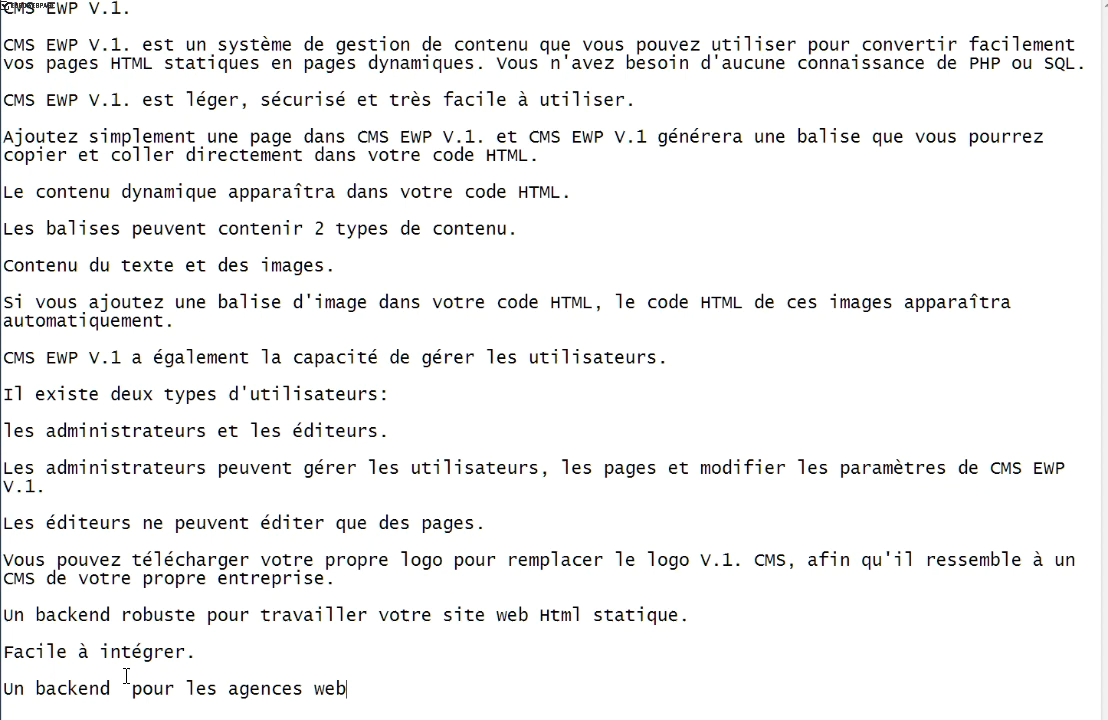 CMS EWP V.1.
CMS EWP V.1. est un système de gestion de contenu que vous pouvez utiliser pour convertir facilement
vos pages HTML statiques en pages dynamiques. Vous n'avez besoin d'aucune connaissance de PHP ou SQL.
CMS EWP V.1. est léger, sécurisé et très facile à utiliser.
Ajoutez simplement une page dans CMS EWP V.1. et CMS EWP V.1 générera une balise que vous pourrez
copier et coller directement dans votre code HTML.
Le contenu dynamique apparaîtra dans votre code HTML.
Les balises peuvent contenir 2 types de contenu.
Contenu du texte et des images.
Si vous ajoutez une balise d'image dans votre code HTML, le code HTML de ces images apparaîtra
automatiquement.
CMS EWP V.1 a également la capacité de gérer les utilisateurs.
Il existe deux types d'utilisateurs:
les administrateurs et les éditeurs.
Les administrateurs peuvent gérer les utilisateurs, les pages et modifier les paramètres de CMS EWP
V.1.
Les éditeurs ne peuvent éditer que des pages.
Vous pouvez télécharger votre propre logo pour remplacer le logo V.1. CMS, afin qu'il ressemble à un
CMS de votre propre entreprise.
Un backend robuste pour travailler votre site web Html statique.
Facile à intégrer.
Un backend  pour les agences web